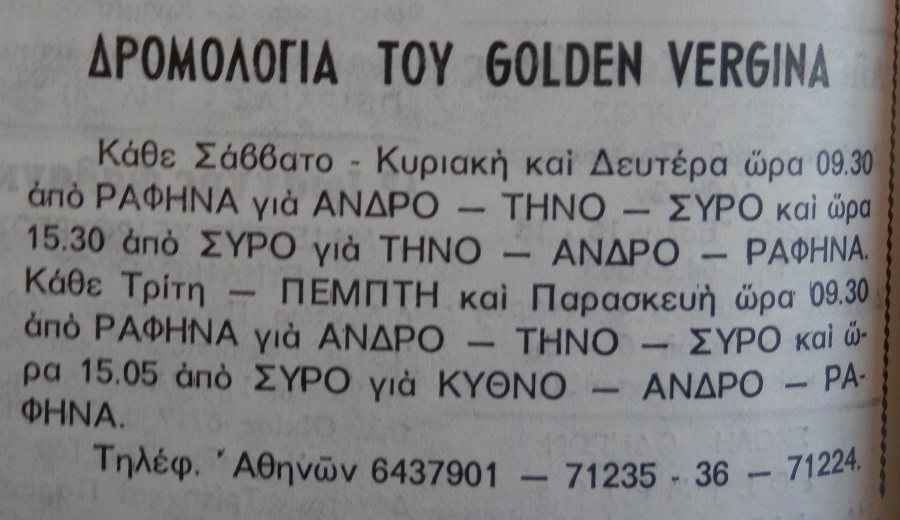 ΔΡΟΜΟΛΟΓΙΑ ΤΟΥ GOLDEN VERGINA
Κάθε Σάββατο - Κυριακὴ καὶ Δευτέρα ὥρα 09.30
ἀπὸ ΡΑΦΗΝΑ γιὰ ΑΝΔΡΟ — ΤΗΝΟ — ΣΥΡΟ καὶ ὥρα
15.30 ἀπὸ ΣΥΡΟ γιὰ ΤΗΝΟ — ΑΝΔΡΟ — ΡΑΦΗΝΑ.
Κάθε Τρίτη — ΠΕΜΠΤΗ καὶ Παρασκευὴ ὥρα 09.30
ἀπὸ ΡΑΦΗΝΑ γιὰ ΑΝΔΡΟ — ΤΗΝΟ — ΣΥΡΟ καὶ ὥ-
ρα 15.05 ἀπὸ ΣΥΡΟ γιὰ ΚΥΘΝΟ — ΑΝΔΡΟ — ΡΑ-
ΦΗΝΑ.
Τηλέφ. Ἀθηνῶν 6437901 — 71235 - 36 — 71224.